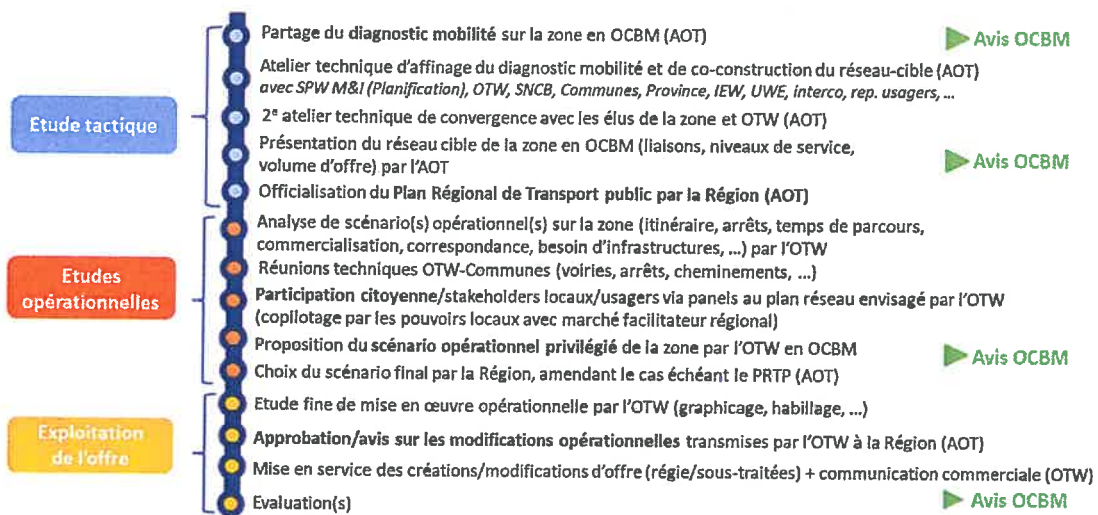 Partage du diagnostic mobilité sur la zone en OCBM (AOT)
Avis OCBM
Atelier technique d'affinage du diagnostic mobilité et de co-construction du réseau-cible (AOT)
avec SPW M&I (Planification), OTW, SNCB, Communes, Province, IEW, UWE, interco, rep. usagers, ...
Etude tactique
2e atelier technique de convergence avec les élus de la zone et OTW (AOT)
Présentation du réseau cible de la zone en OCBM (liaisons, niveaux de service,
volume d'offre) par l'AOT
Avis OCBM
Officialisation du Plan Régional de Transport public par la Région (AOT)
Analyse de scénario(s) opérationnel(s) sur la zone (itinéraire, arrêts, temps de parcours,
commercialisation, correspondance, besoin d'infrastructures, ...) par l'OTW
Etudes
opérationnelles
Réunions techniques OTW-Communes (voiries, arrêts, cheminements, ...)
Participation citoyenne/stakeholders locaux/usagers via panels au plan réseau envisagé par l'OTW
(copilotage par les pouvoirs locaux avec marché facilitateur régional)
Proposition du scénario opérationnel privilégié de la zone par l'OTW en OCBM
Avis OCBM
Choix du scénario final par la Région, amendant le cas échéant le PRTP (AOT)
Etude fine de mise en œuvre opérationnelle par l'OTW (graphicage, habillage, ...)
Exploitation
de l'offre
Approbation/avis sur les modifications opérationnelles transmises par l'OTW à la Région (AOT)
Mise en service des créations/modifications d'offre (régie/sous-traitées) + communication commerciale (OTW)
Evaluation(s)
Avis OCBM